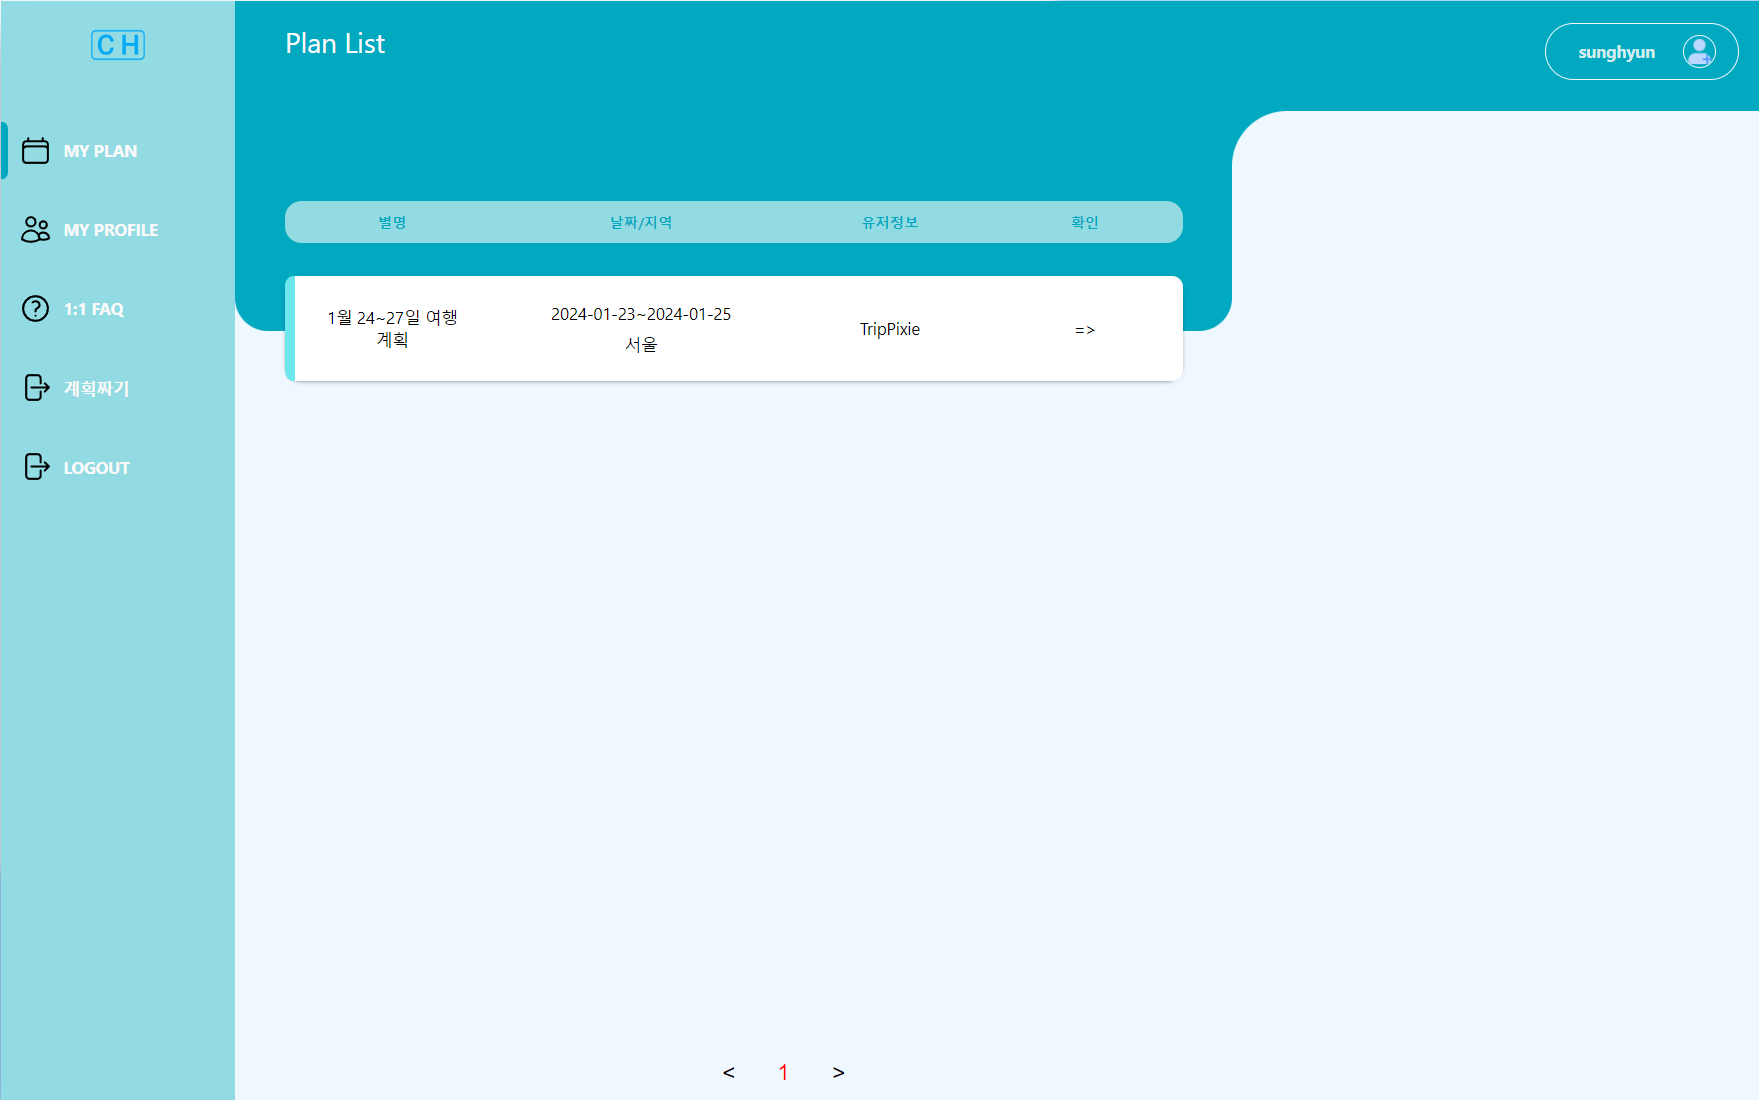 CH
Plan List
sunghyun
MY PLAN
MY PROFILE
1:1 FAQ
계획짜기
LOGOUT
별명 날짜/지역 유저정보 확인
1월 24~27일 여행
계획
2024-01-23~2024-01-25
서울
TripPixie
=>
< 1 >